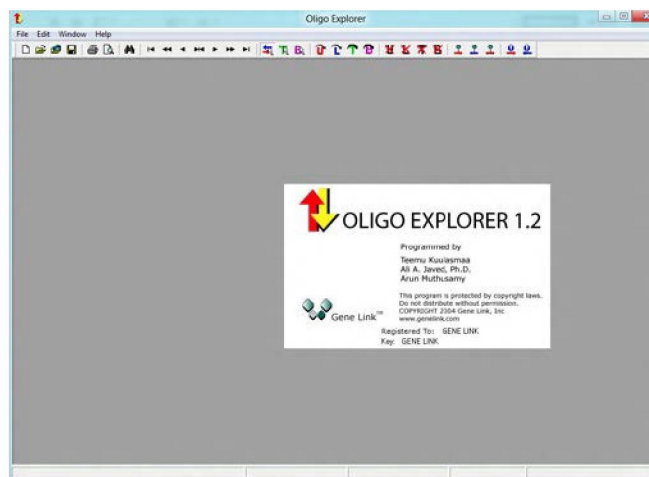 Oligo Explorer
File Edit Window Help
OLIGO EXPLORER 1.2
Programmed by
Teemu Kuulasmaa
Ali A. Javed, Ph.D.
Arun Muthusamy
This program is protected by copyright laws.
Do not distribute without permission.
COPYRIGHT 2004 Gene Link, Inc
www.genelink.com
Gene Link™
Registered To: GENE LINK
Key: GENE LINK